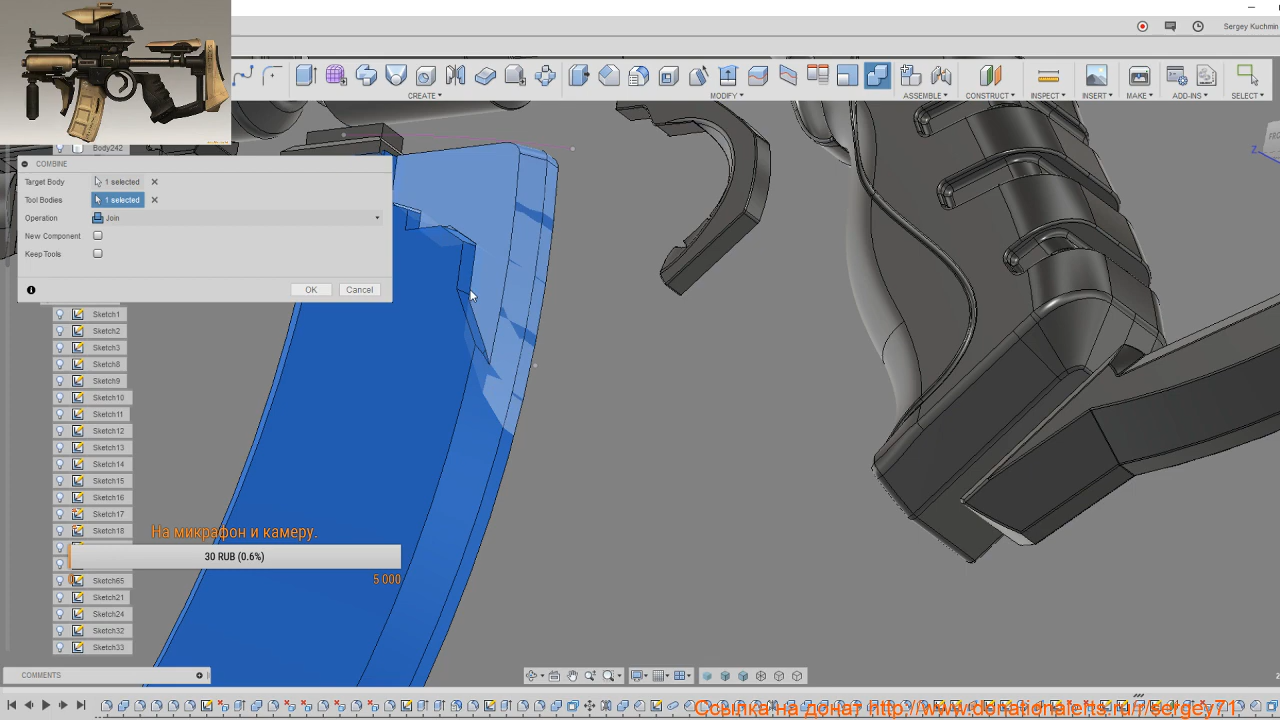 Sergey Kuchmin
CREATE
MODIFY
ASSEMBLE
CONSTRUCT
INSPECT
INSERT
MAKE
ADD-INS
SELECT
Body242
Z
COMBINE
Target Body
1 selected
Tool Bodies
1 selected
Operation
Join
New Component
Keep Tools
OK
Cancel
Sketch1
Sketch2
Sketch3
Sketch8
Sketch9
Sketch10
Sketch11
Sketch12
Sketch13
Sketch14
Sketch15
Sketch16
Sketch17
Sketch18
На микрафон и камеру.
30 RUB (0.6%)
0
5 000
Sketch65
Sketch21
Sketch24
Sketch32
Sketch33
COMMENTS